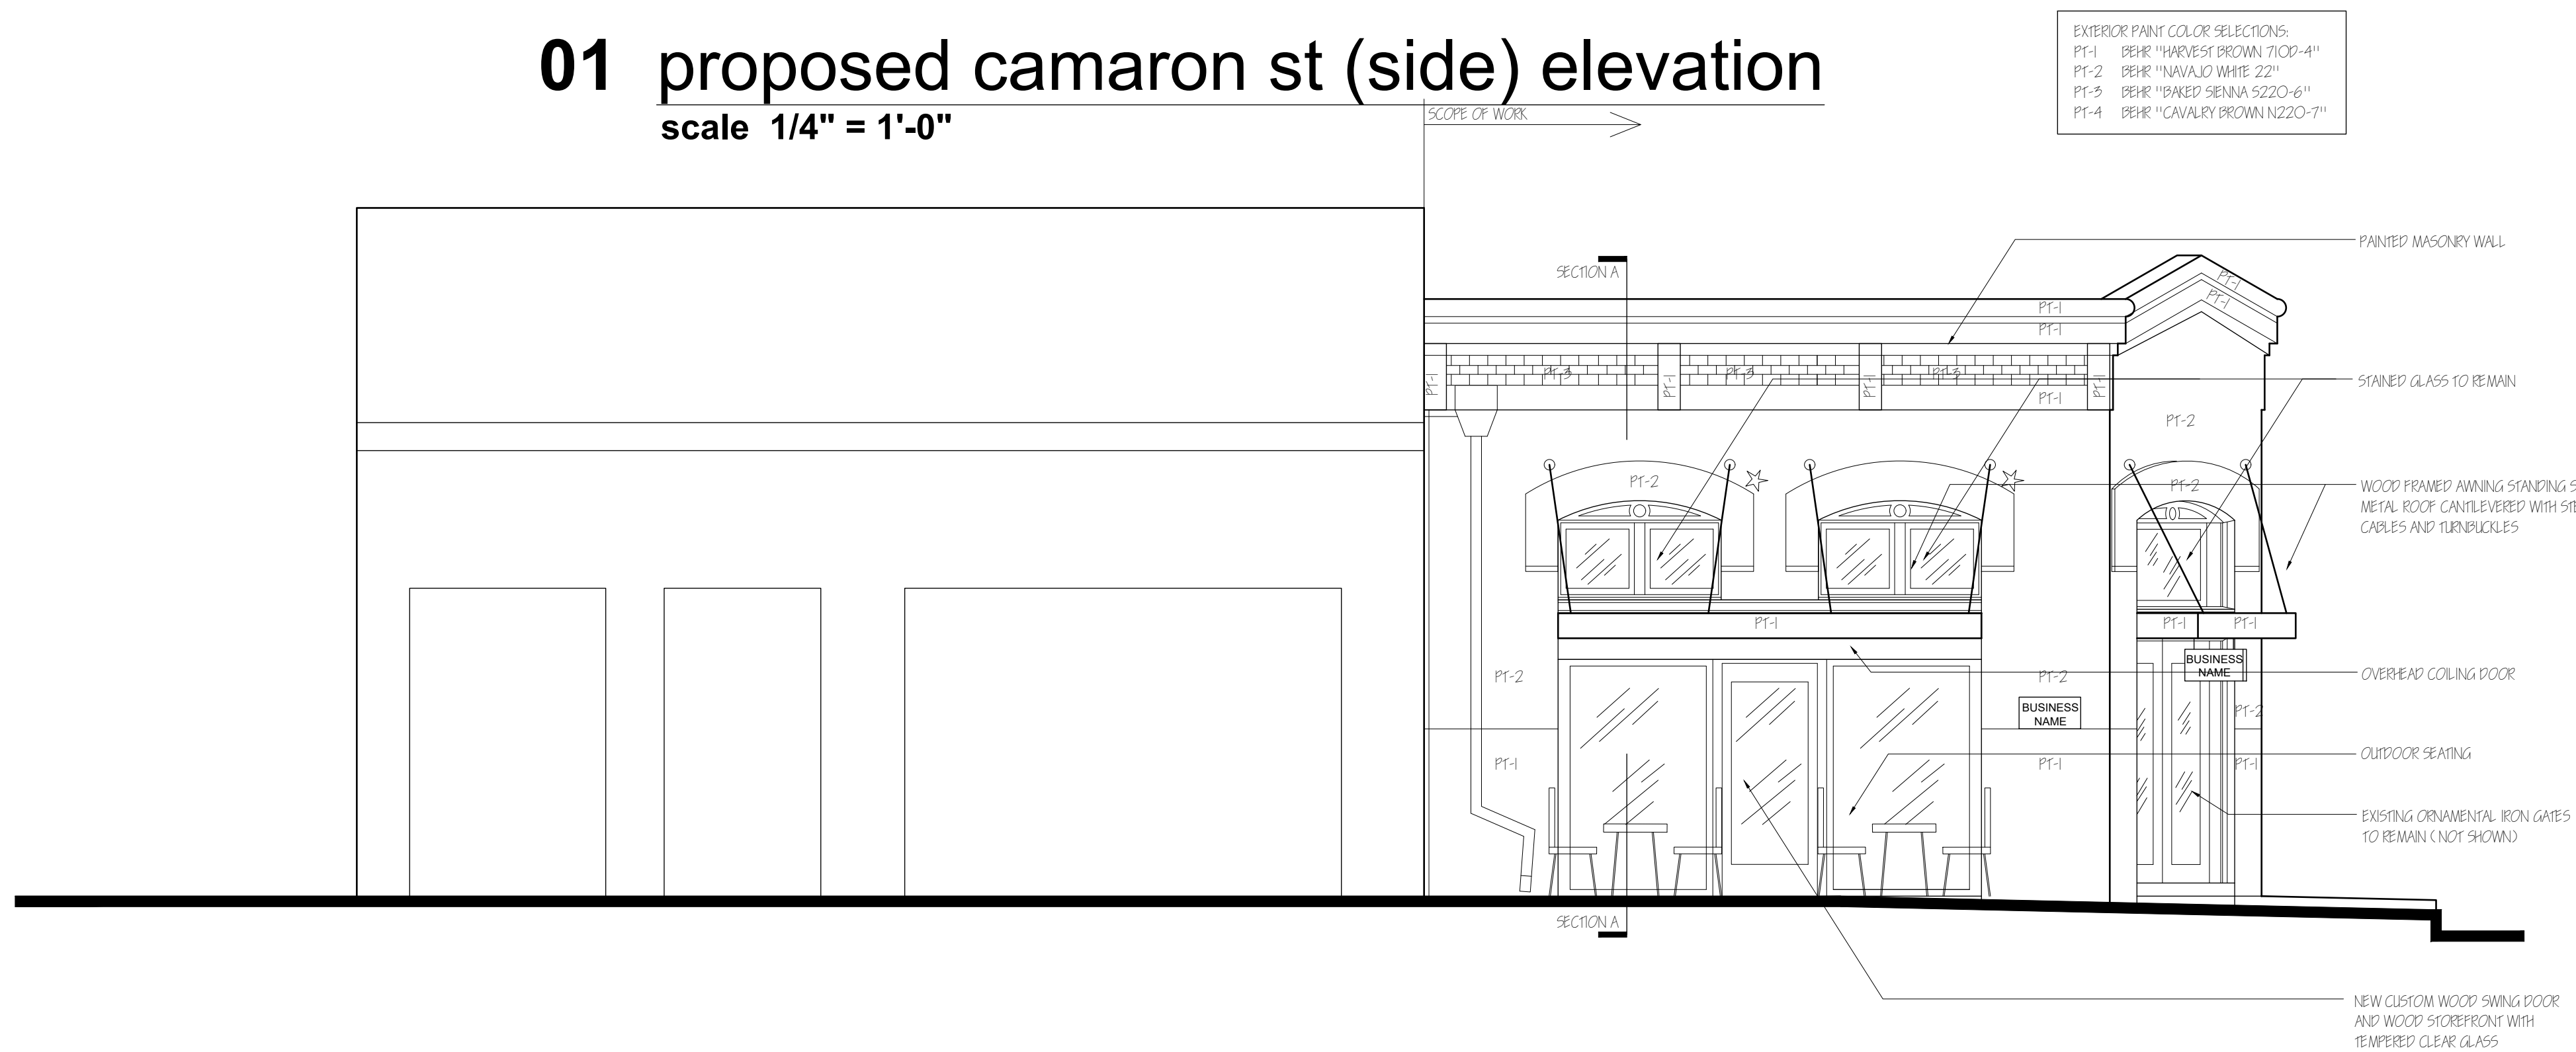 01 proposed camaron st (side) elevation
scale 1/4" = 1'-0"
SCOPE OF WORK
EXTERIOR PAINT COLOR SELECTIONS:
PT-1 BEHR "HARVEST BROWN 710D-4"
PT-2 BEHR "NAVAJO WHITE 22"
PT-3 BEHR "BAKED SIENNA S220-6"
PT-4 BEHR "CAVALRY BROWN N220-7"
PAINTED MASONRY WALL
SECTION A
PT-1
PT-1
PT-1
PT-1
PT-3
PT-3
PT-3
PT-1
PT-1
PT-1
PT-1
PT-1
STAINED GLASS TO REMAIN
PT-2
PT-2
PT-2
WOOD FRAMED AWNING STANDING
METAL ROOF CANTILEVERED WITH
CABLES AND TURNBUCKLES
PT-1
PT-1
PT-1
BUSINESS
NAME
PT-2
PT-2
OVERHEAD COILING DOOR
BUSINESS
NAME
PT-2
OUTDOOR SEATING
PT-1
PT-1
PT-1
EXISTING ORNAMENTAL IRON GATES
TO REMAIN ( NOT SHOWN)
SECTION A
NEW CUSTOM WOOD SWING DOOR
AND WOOD STOREFRONT WITH
TEMPERED CLEAR GLASS